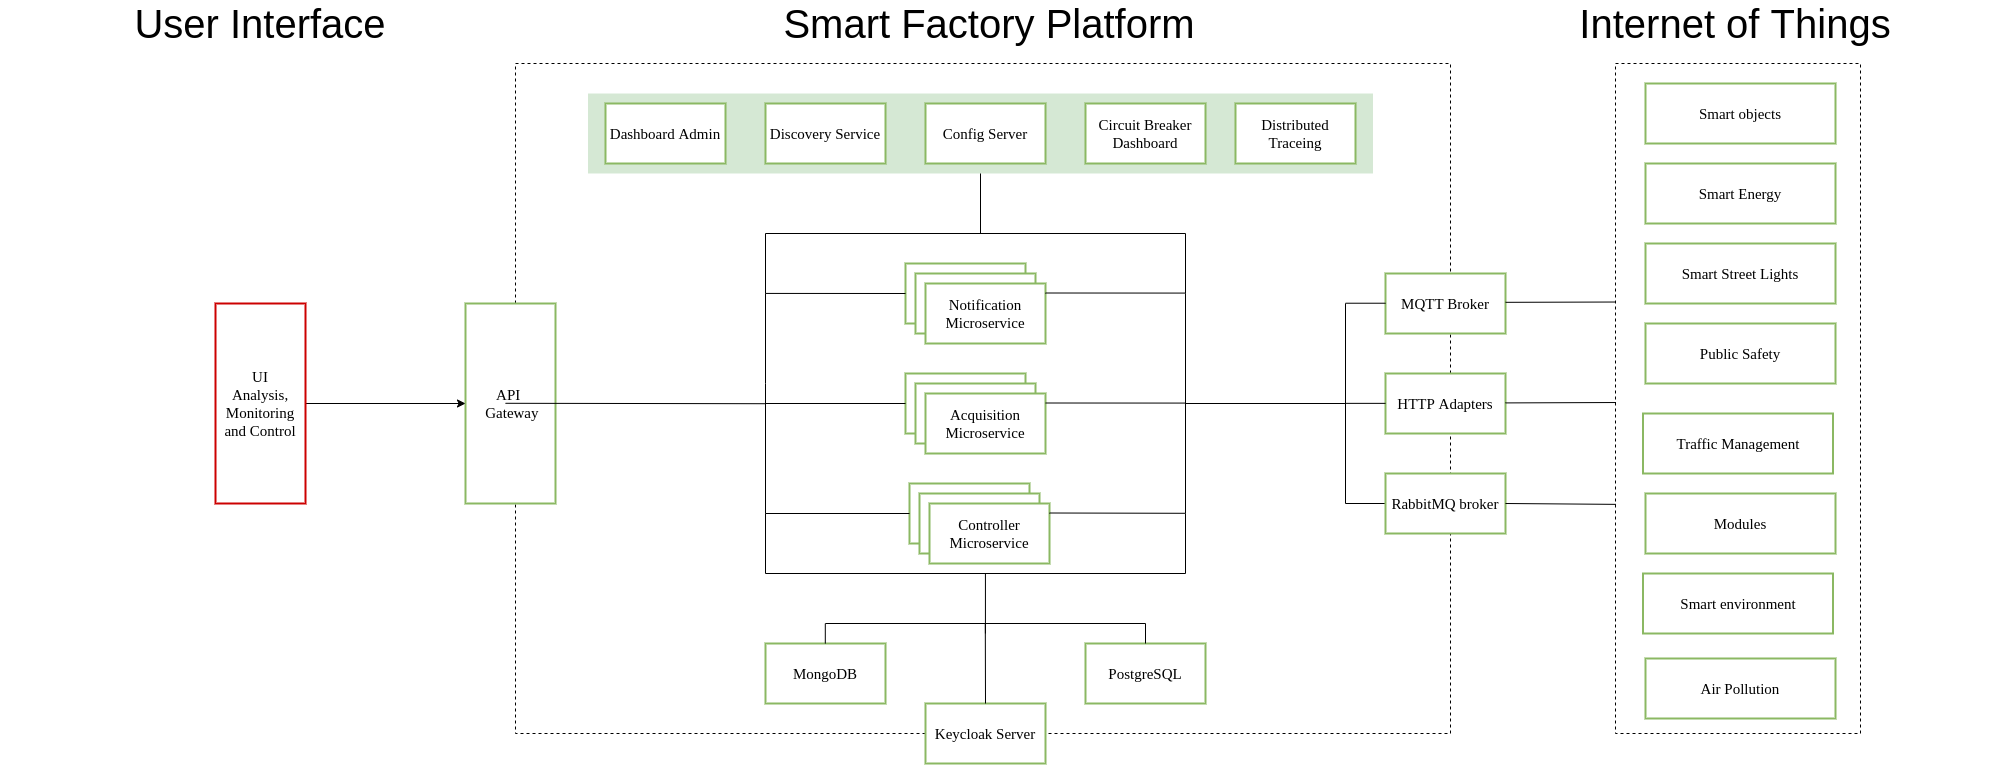 User Interface
Smart Factory Platform
Internet of Things
Dashboard Admin
Discovery Service
Config Server
Circuit Breaker
Dashboard
Distributed
Traceing
UI
Analysis,
Monitoring
and Control
API
Gateway
Notification
Microservice
Acquisition
Microservice
Controller
Microservice
MongoDB
PostgreSQL
Keycloak Server
MQTT Broker
HTTP Adapters
RabbitMQ broker
Smart objects
Smart Energy
Smart Street Lights
Public Safety
Traffic Management
Modules
Smart environment
Air Pollution